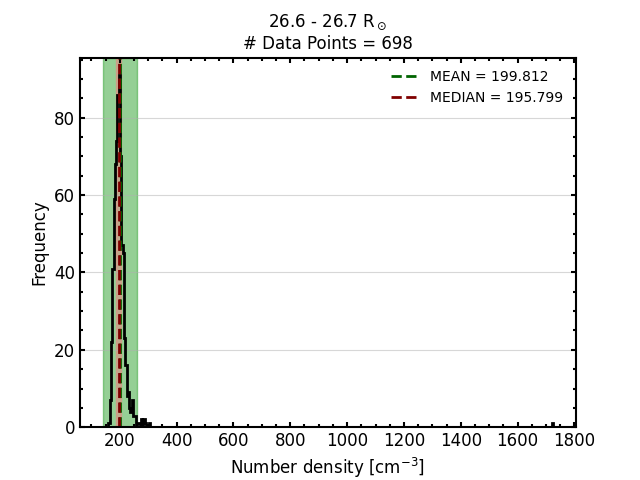 26.6 - 26.7 R⊙
# Data Points = 698
MEAN = 199.812
MEDIAN = 195.799
Frequency
80
60
40
20
0
200 400 600 800 1000 1200 1400 1600 1800
Number density [cm⁻³]